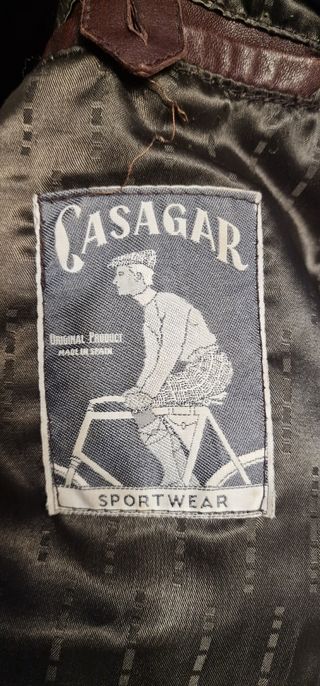 CASAGAR
ORIGINAL PRODUCT
MADE IN SPAIN
SPORTWEAR